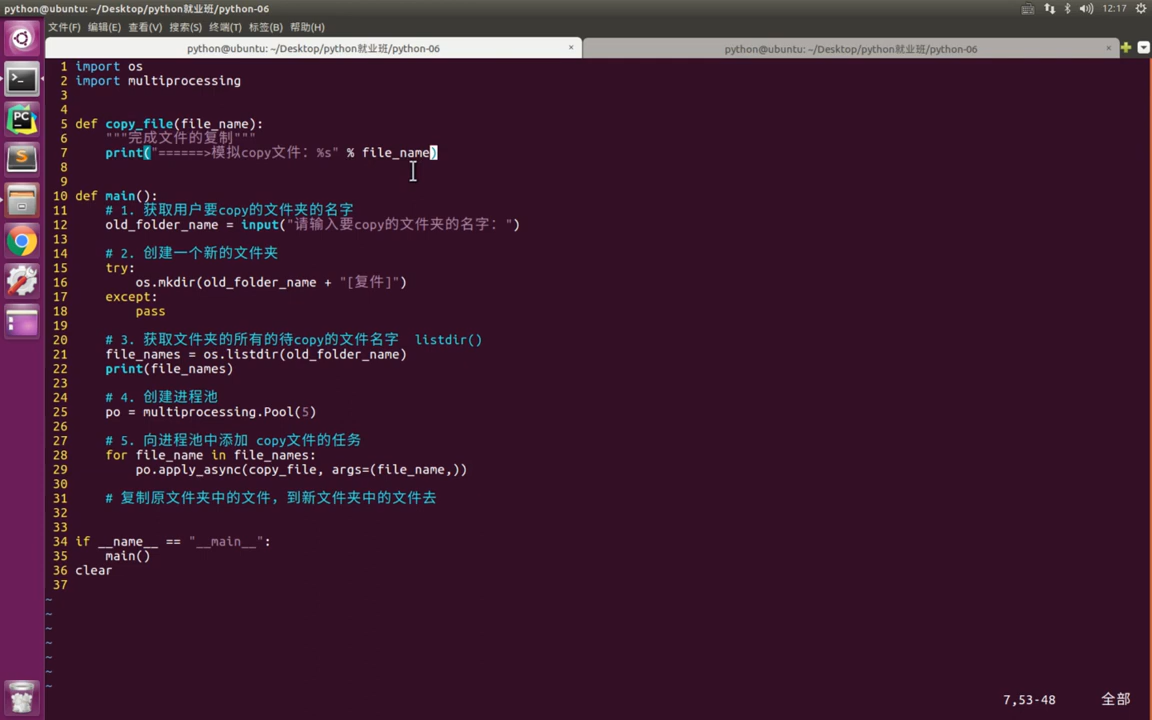 python@ubuntu: ~/Desktop/python就业班/python-06
12:17
文件(F) 编辑(E) 查看(V) 搜索(S) 终端(T) 标签(B) 帮助(H)
python@ubuntu: ~/Desktop/python就业班/python-06 × python@ubuntu: ~/Desktop/python就业班/python-06 ×
1 import os
2 import multiprocessing
3
4
5 def copy_file(file_name):
6     """完成文件的复制"""
7     print("======>模拟copy文件: %s" % file_name)
8
9
10 def main():
11     # 1. 获取用户要copy的文件夹的名字
12     old_folder_name = input("请输入要copy的文件夹的名字: ")
13
14     # 2. 创建一个新的文件夹
15     try:
16         os.mkdir(old_folder_name + "[复件]")
17     except:
18         pass
19
20     # 3. 获取文件夹的所有的待copy的文件名字  listdir()
21     file_names = os.listdir(old_folder_name)
22     print(file_names)
23
24     # 4. 创建进程池
25     po = multiprocessing.Pool(5)
26
27     # 5. 向进程池中添加 copy文件的任务
28     for file_name in file_names:
29         po.apply_async(copy_file, args=(file_name,))
30
31     # 复制原文件夹中的文件，到新文件夹中的文件去
32
33
34 if __name__ == "__main__":
35     main()
36 clear
37
~
~
~
~
~
~
~
7,53-48 全部
PC
S